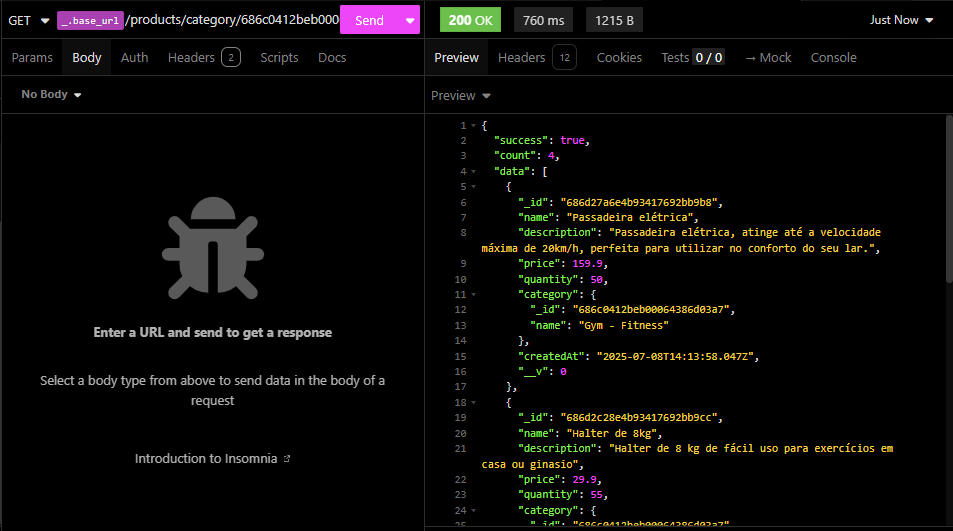 GET _.base_url /products/category/686c0412beb000 Send
200 OK 760 ms 1215 B Just Now
Params Body Auth Headers 2 Scripts Docs
Preview Headers 12 Cookies Tests 0 / 0 → Mock Console
No Body
Preview
Enter a URL and send to get a response
Select a body type from above to send data in the body of a
request
Introduction to Insomnia
1 {
2 "success": true,
3 "count": 4,
4 "data": [
5 {
6 "_id": "686d27a6e4b93417692bb9b8",
7 "name": "Passadeira elétrica",
8 "description": "Passadeira elétrica, atinge até a velocidade
máxima de 20km/h, perfeita para utilizar no conforto do seu lar.",
9 "price": 159.9,
10 "quantity": 50,
11 "category": {
12 "_id": "686c0412beb00064386d03a7",
13 "name": "Gym - Fitness"
14 },
15 "createdAt": "2025-07-08T14:13:58.047Z",
16 "__v": 0
17 },
18 {
19 "_id": "686d2c28e4b93417692bb9cc",
20 "name": "Halter de 8kg",
21 "description": "Halter de 8 kg de fácil uso para exercícios em
casa ou ginasio",
22 "price": 29.9,
23 "quantity": 55,
24 "category": {
25 "_id": "686c0412beb00064386d03a7"